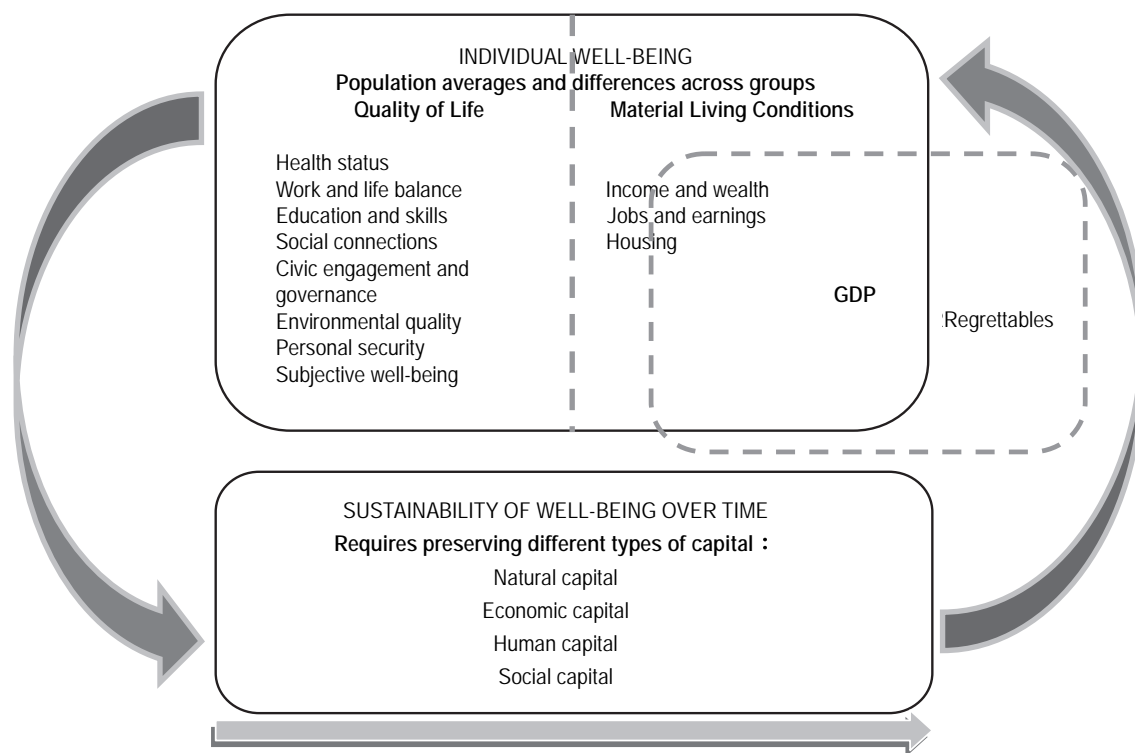 INDIVIDUAL WELL-BEING
Population averages and differences across groups
Quality of Life
Material Living Conditions
Health status
Work and life balance
Education and skills
Social connections
Civic engagement and
governance
Environmental quality
Personal security
Subjective well-being
Income and wealth
Jobs and earnings
Housing
GDP
Regrettables
SUSTAINABILITY OF WELL-BEING OVER TIME
Requires preserving different types of capital：
Natural capital
Economic capital
Human capital
Social capital